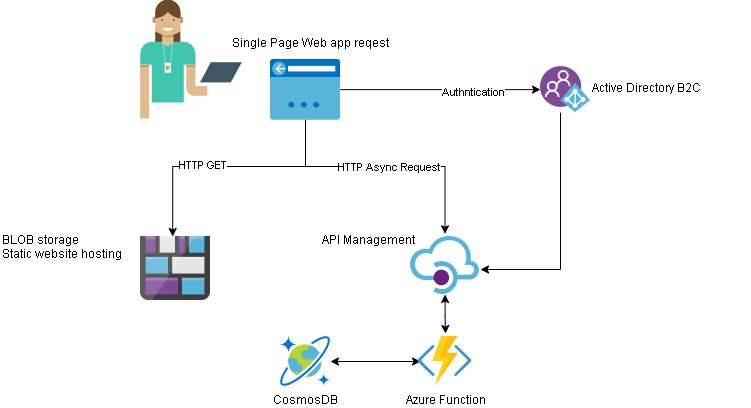 Single Page Web app reqest
Authntication
Active Directory B2C
HTTP GET
HTTP Async Request
BLOB storage
Static website hosting
API Management
CosmosDB
Azure Function